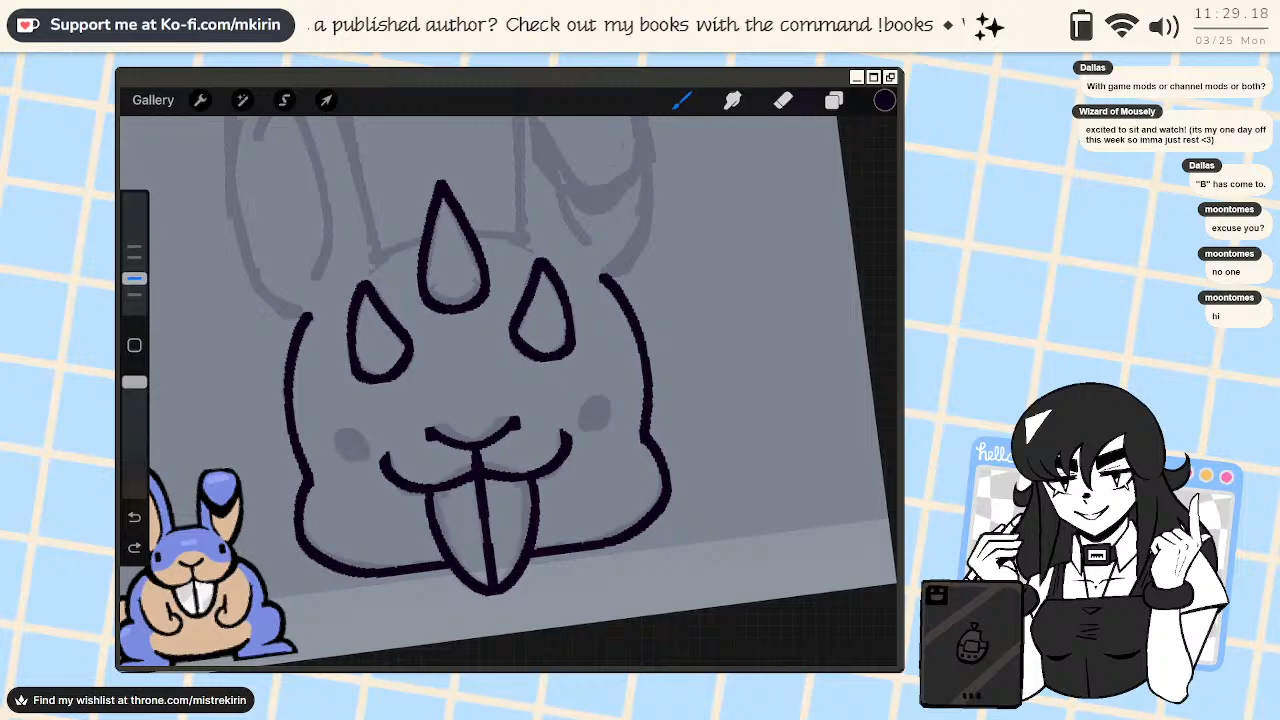 Support me at Ko-fi.com/mkirin
. a published author? Check out my books with the command !books ◆
11:29.18
03/25 Mon
Gallery
Dallas
With game mods or channel mods or both?
Wizard of Mousely
excited to sit and watch! (its my one day off
this week so imma just rest <3)
Dallas
"B" has come to.
moontomes
excuse you?
moontomes
no one
moontomes
hi
hello
Find my wishlist at throne.com/mistrekirin